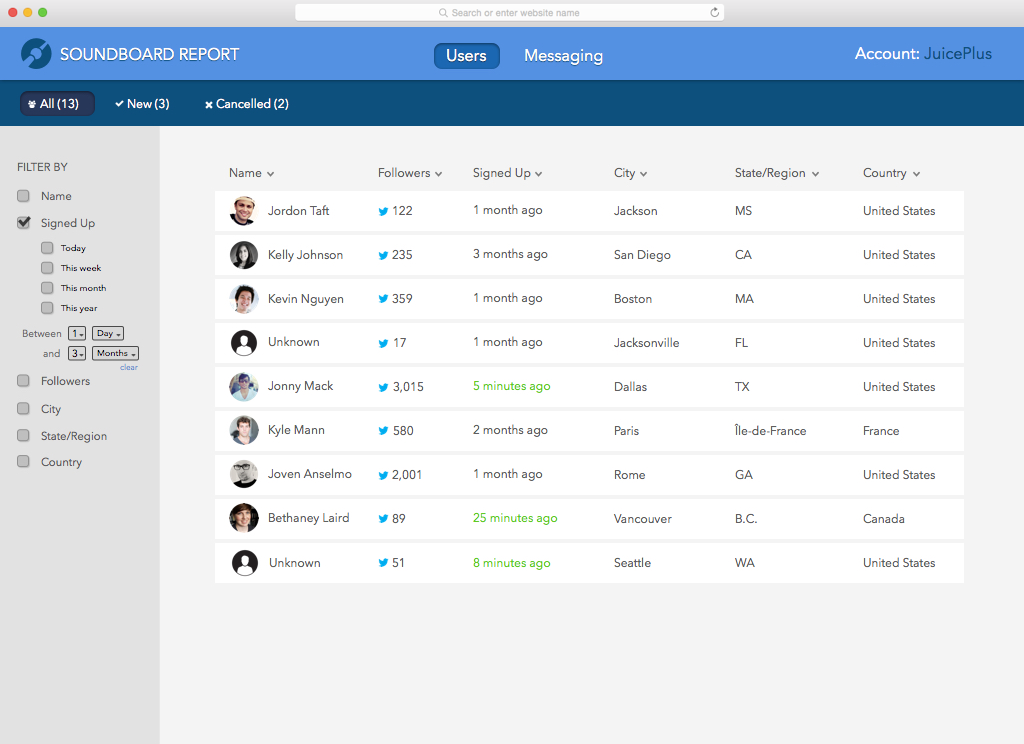 Search or enter website name
SOUNDBOARD REPORT Users Messaging Account: JuicePlus
All (13) New (3) Cancelled (2)
FILTER BY
Name
Signed Up
Today
This week
This month
This year
Between 1 Day
and 3 Months
clear
Followers
City
State/Region
Country
Name Followers Signed Up City State/Region Country
Jordon Taft 122 1 month ago Jackson MS United States
Kelly Johnson 235 3 months ago San Diego CA United States
Kevin Nguyen 359 1 month ago Boston MA United States
Unknown 17 1 month ago Jacksonville FL United States
Jonny Mack 3,015 5 minutes ago Dallas TX United States
Kyle Mann 580 2 months ago Paris Île-de-France France
Joven Anselmo 2,001 1 month ago Rome GA United States
Bethaney Laird 89 25 minutes ago Vancouver B.C. Canada
Unknown 51 8 minutes ago Seattle WA United States